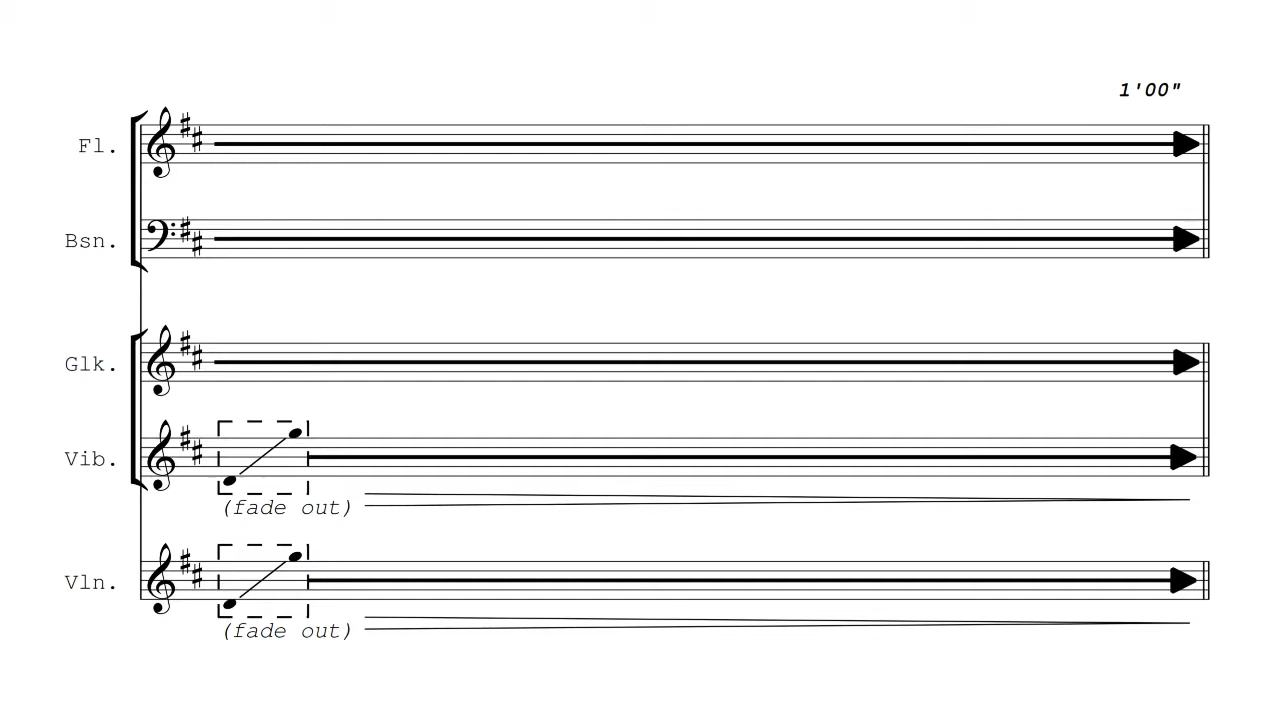 1'00"
Fl.
Bsn.
Glk.
Vib.
(fade out)
Vln.
(fade out)